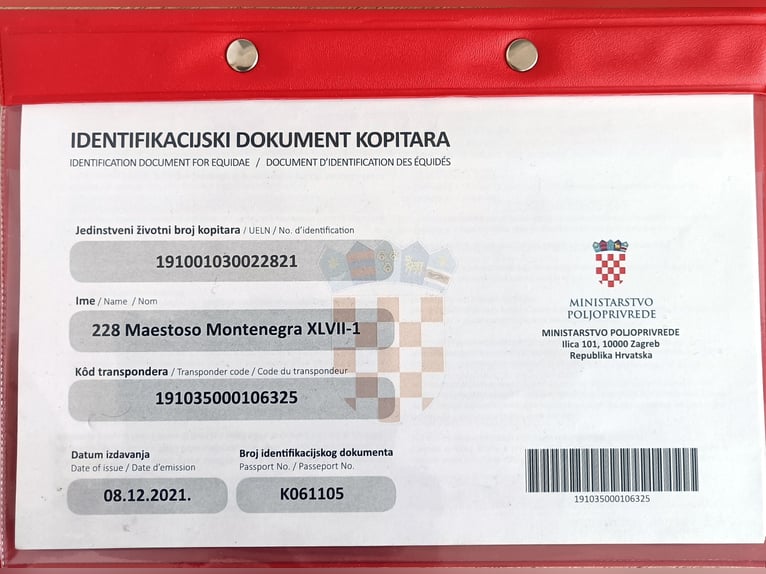 IDENTIFIKACIJSKI DOKUMENT KOPITARA
IDENTIFICATION DOCUMENT FOR EQUIDAE / DOCUMENT D'IDENTIFICATION DES ÉQUIDÉS
Jedinstveni životni broj kopitara / UELN / No. d'identification
191001030022821
Ime / Name / Nom
228 Maestoso Montenegra XLVII-1
Kôd transpondera / Transponder code / Code du transpondeur
191035000106325
Datum izdavanja
Date of issue / Date d'emission
08.12.2021.
Broj identifikacijskog dokumenta
Passport No. / Passeport No.
K061105
MINISTARSTVO
POLJOPRIVREDE
MINISTARSTVO POLJOPRIVREDE
Ilica 101, 10000 Zagreb
Republika Hrvatska
191035000106325